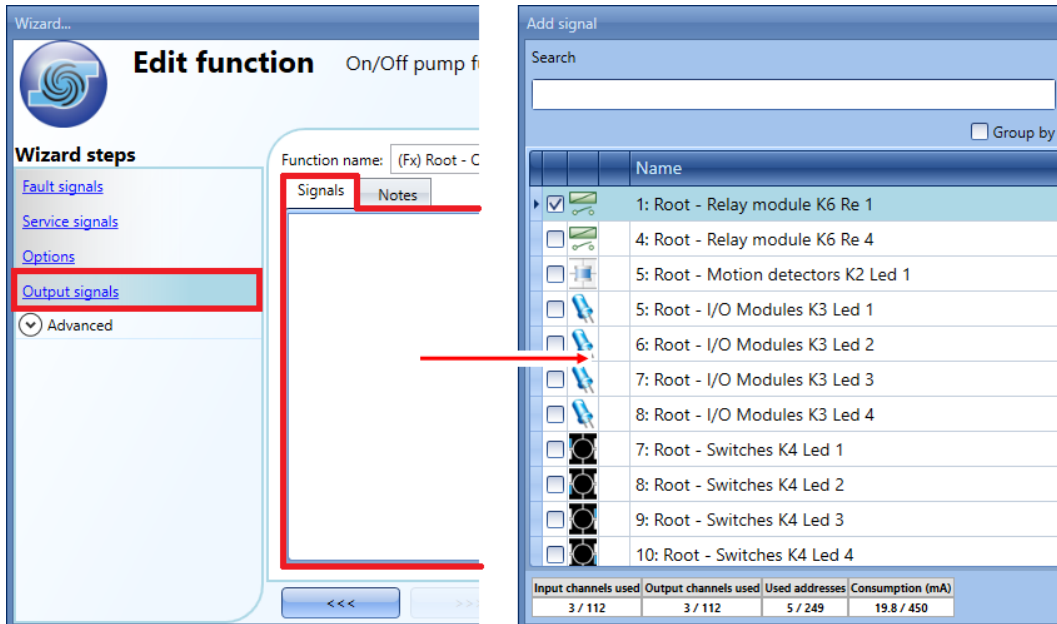 Wizard...
Edit function On/Off pump f
Wizard steps
Fault signals
Service signals
Options
Output signals
Advanced
Function name: (Fx) Root - C
Signals Notes
<<< >>
Add signal
Search
Group by
Name
1: Root - Relay module K6 Re 1
4: Root - Relay module K6 Re 4
5: Root - Motion detectors K2 Led 1
5: Root - I/O Modules K3 Led 1
6: Root - I/O Modules K3 Led 2
7: Root - I/O Modules K3 Led 3
8: Root - I/O Modules K3 Led 4
7: Root - Switches K4 Led 1
8: Root - Switches K4 Led 2
9: Root - Switches K4 Led 3
10: Root - Switches K4 Led 4
Input channels used Output channels used Used addresses Consumption (mA)
3 / 112 3 / 112 5 / 249 19.8 / 450